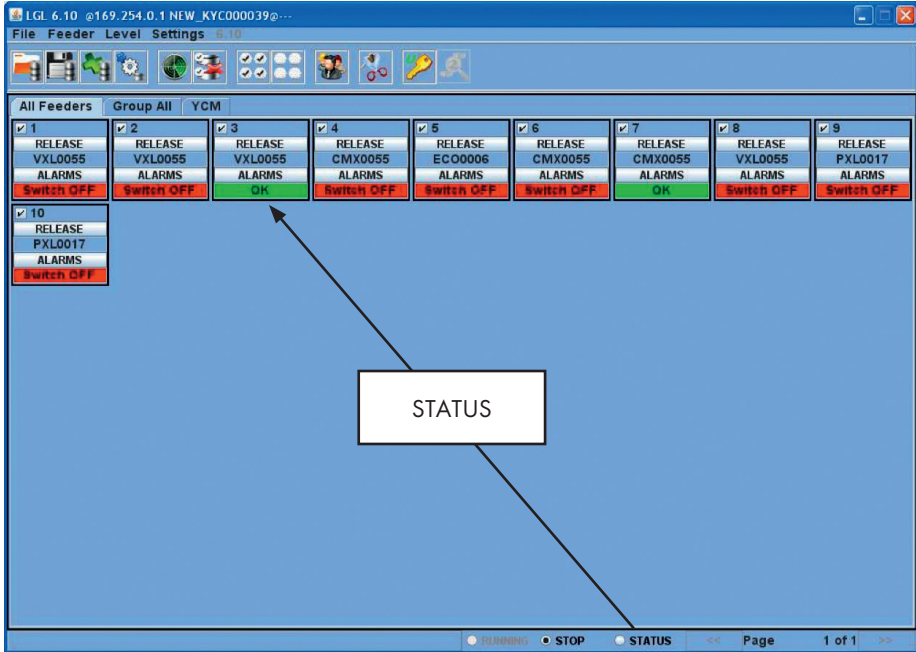 LGL 6.10 @169.254.0.1 NEW_KYC000039@---
File Feeder Level Settings 6.10
All Feeders Group All YCM
1 2 3 4 5 6 7 8 9
RELEASE RELEASE RELEASE RELEASE RELEASE RELEASE RELEASE RELEASE RELEASE
VXL0055 VXL0055 VXL0055 CMX0055 ECO0006 CMX0055 CMX0055 VXL0055 PXL0017
ALARMS ALARMS ALARMS ALARMS ALARMS ALARMS ALARMS ALARMS ALARMS
Switch OFF Switch OFF OK Switch OFF Switch OFF Switch OFF OK Switch OFF Switch OFF
10
RELEASE
PXL0017
ALARMS
Switch OFF
STATUS
RUNNING STOP STATUS << Page 1 of 1 >>